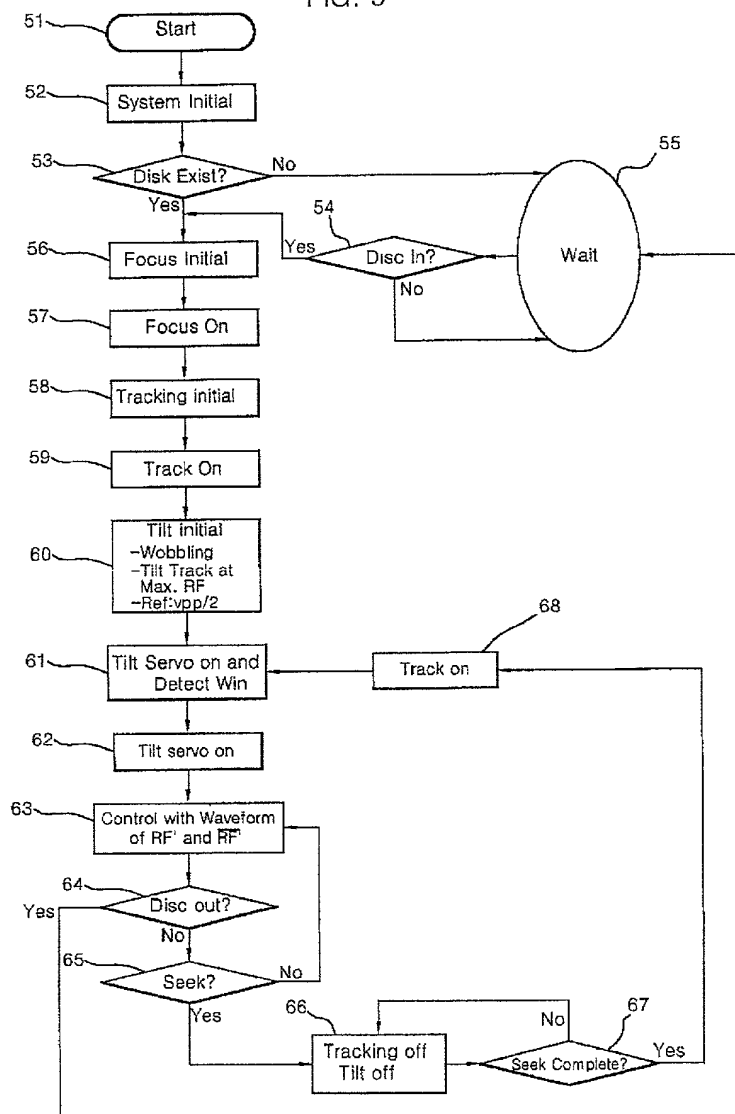 FIG. 5
51
Start
52
System Initial
53
Disk Exist?
No
Yes
54
55
Yes
Disc In?
Wait
No
56
Focus Initial
57
Focus On
58
Tracking initial
59
Track On
60
Tilt initial
-Wobbling
-Tilt Track at
Max. RF
-Ref:vpp/2
61
Tilt Servo on and
Detect Win
68
Track on
62
Tilt servo on
63
Control with Waveform
of RF' and RF'
64
Yes
Disc out?
No
65
Seek?
No
Yes
66
Tracking off
Tilt off
No
67
Seek Complete?
Yes